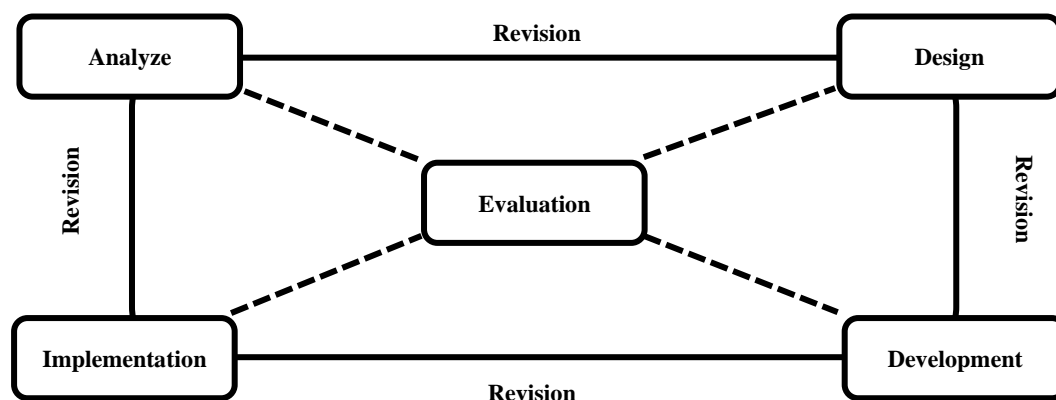 Revision
Analyze
Design
Revision
Revision
Evaluation
Implementation
Development
Revision